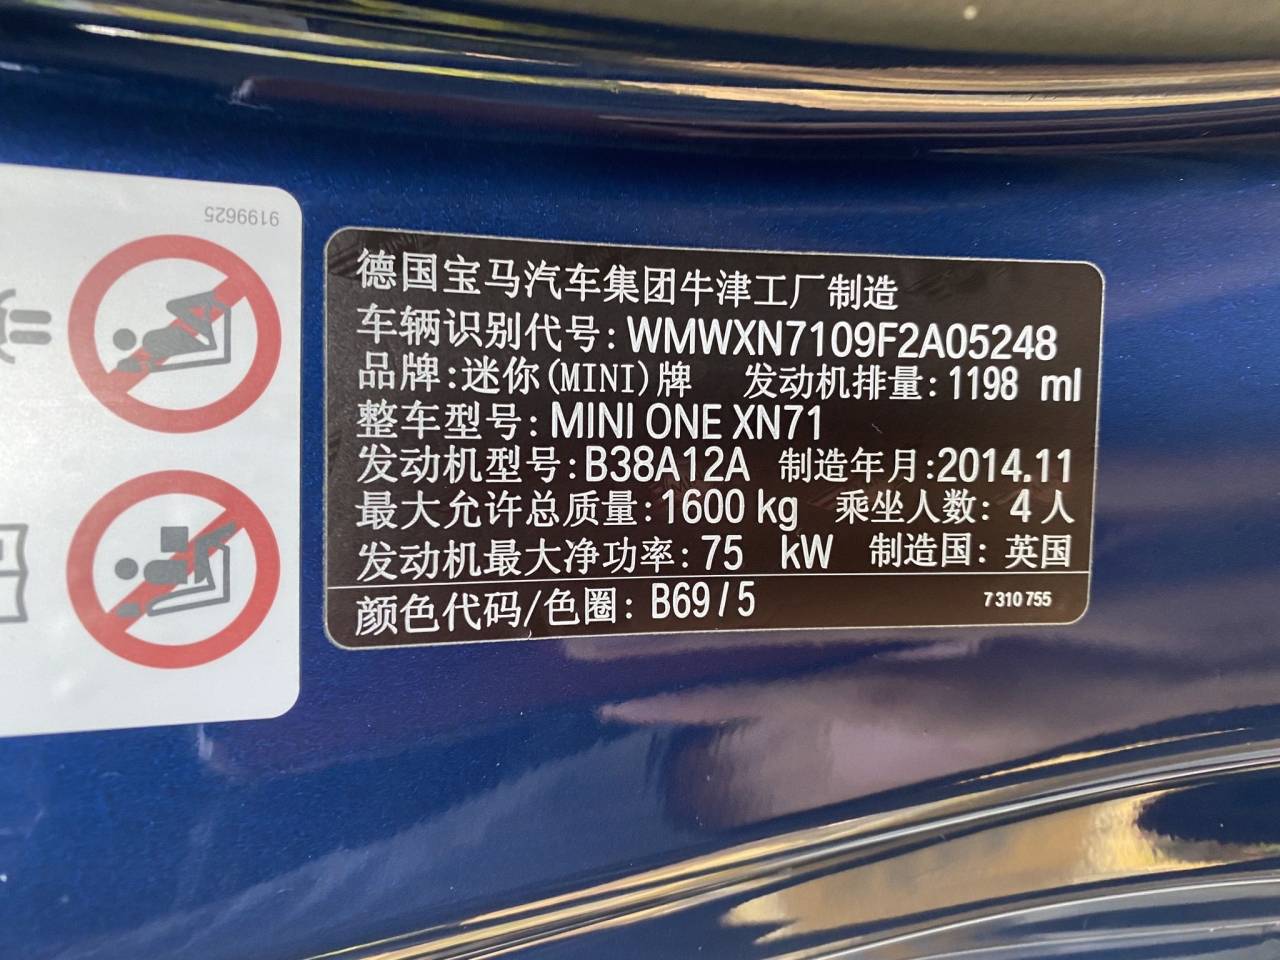 9199625
德国宝马汽车集团牛津工厂制造
车辆识别代号: WMWXN7109F2A05248
品牌:迷你(MINI)牌 发动机排量: 1198 ml
整车型号: MINI ONE XN71
发动机型号: B38A12A 制造年月:2014.11
最大允许总质量: 1600 kg 乘坐人数: 4人
发动机最大净功率: 75 kW 制造国: 英国
颜色代码/色圈: B69/5 7 310 755